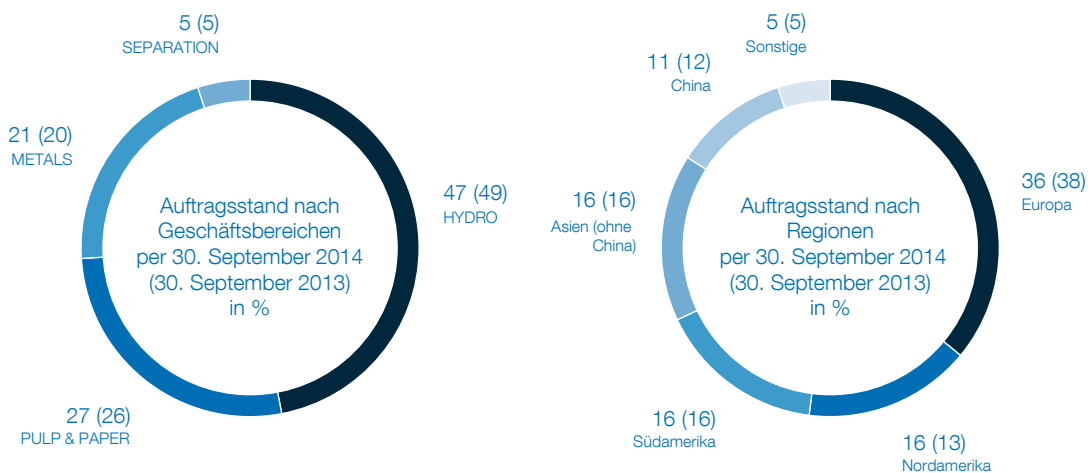 5 (5)
SEPARATION
21 (20)
METALS
47 (49)
HYDRO
27 (26)
PULP & PAPER
Auftragsstand nach
Geschäftsbereichen
per 30. September 2014
(30. September 2013)
in %
5 (5)
Sonstige
11 (12)
China
16 (16)
Asien (ohne
China)
36 (38)
Europa
16 (16)
Südamerika
16 (13)
Nordamerika
Auftragsstand nach
Regionen
per 30. September 2014
(30. September 2013)
in %